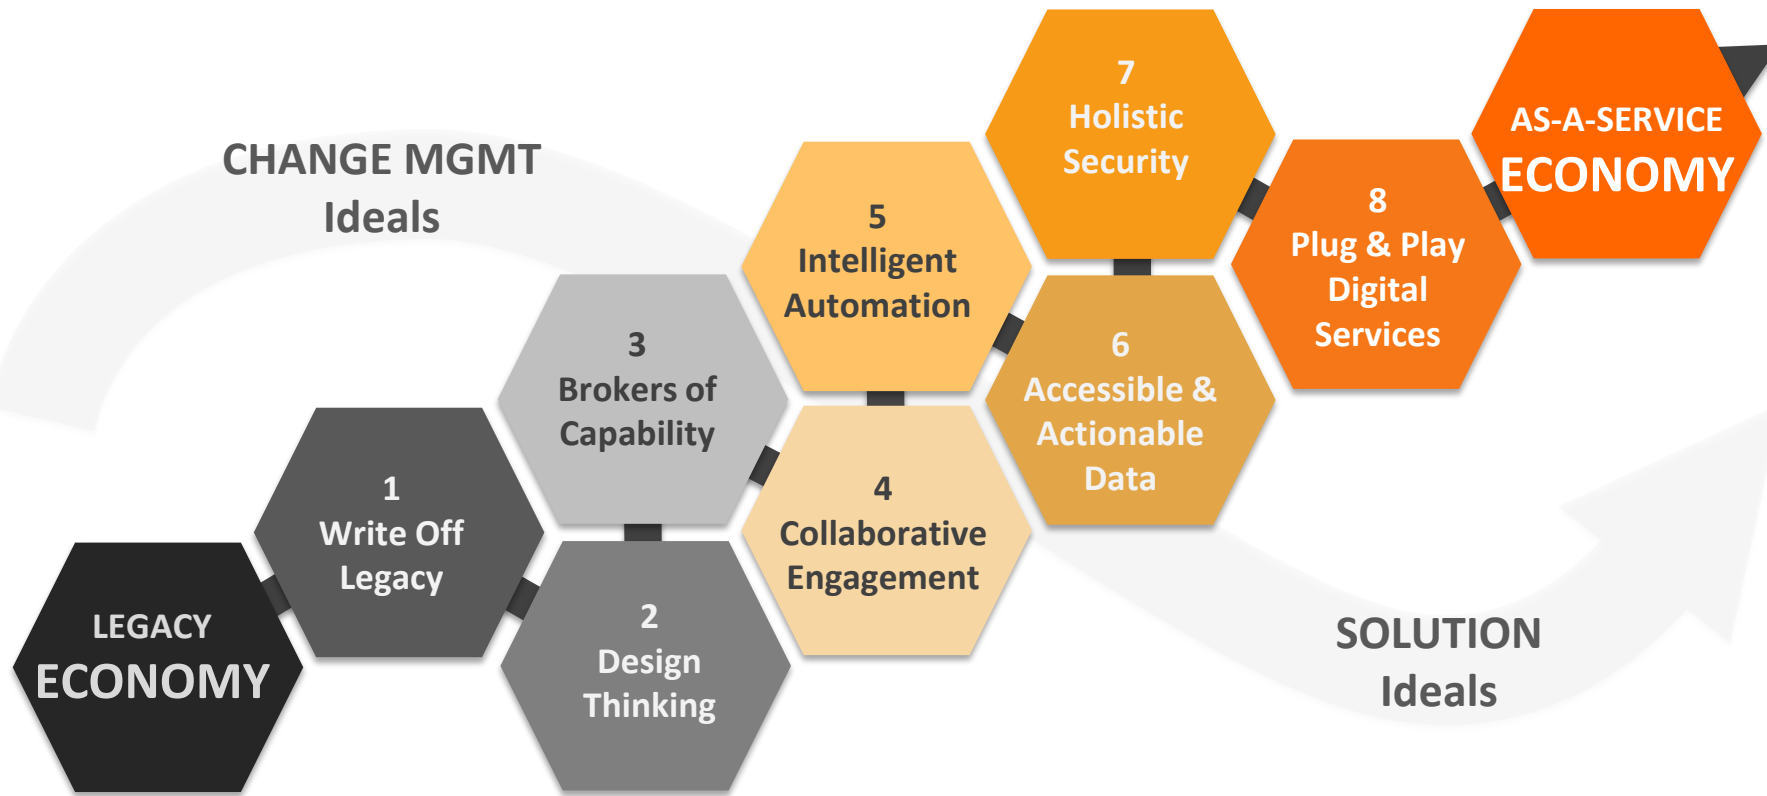 CHANGE MGMT
Ideals
LEGACY
ECONOMY
1
Write Off
Legacy
2
Design
Thinking
3
Brokers of
Capability
4
Collaborative
Engagement
5
Intelligent
Automation
6
Accessible &
Actionable
Data
7
Holistic
Security
8
Plug & Play
Digital
Services
AS-A-SERVICE
ECONOMY
SOLUTION
Ideals